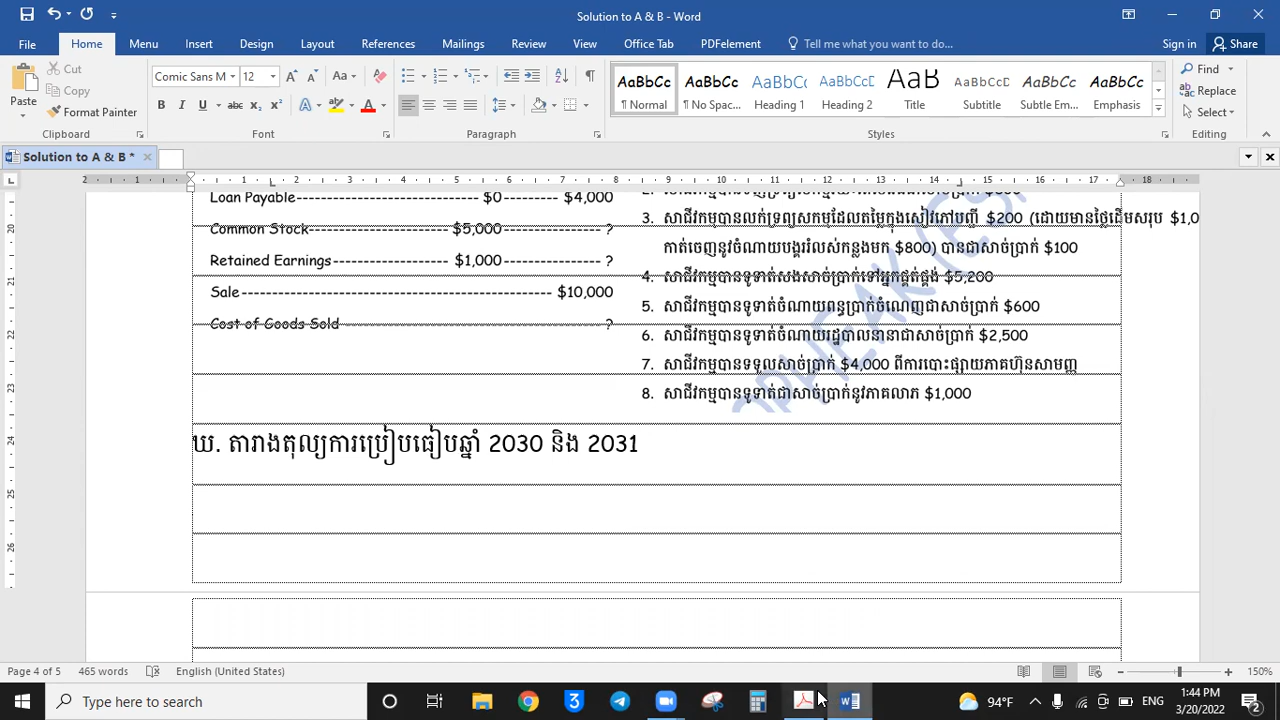 Solution to A & B - Word
File Home Menu Insert Design Layout References Mailings Review View Office Tab PDFelement Tell me what you want to do... Sign in Share
Paste Cut Copy Format Painter Clipboard
Comic Sans M 12 Font
Paragraph
AaBbCc AaBbCc AaBbCc AaBbCcD AaB AaBbCcD AaBbCc AaBbCc
¶ Normal ¶ No Spac... Heading 1 Heading 2 Title Subtitle Subtle Em... Emphasis
Styles
Find Replace Select Editing
Solution to A & B *
Loan Payable $0 $4,000
Common Stock $5,000 ?
Retained Earnings $1,000 ?
Sale $10,000
Cost of Goods Sold ?
3. សាជីវកម្មបានលក់ទ្រព្យសកម្មដែលតម្លៃក្នុងសៀវភៅបញ្ជី $200 (ដោយមានថ្លៃដើមសរុប $1,0
កាត់ចេញនូវចំណាយបង្គររំលស់កន្លងមក $800) បានជាសាច់ប្រាក់ $100
4. សាជីវកម្មបានទូទាត់សងសាច់ប្រាក់ទៅអ្នកផ្គត់ផ្គង់ $5,200
5. សាជីវកម្មបានទូទាត់ចំណាយពន្ធប្រាក់ចំណេញជាសាច់ប្រាក់ $600
6. សាជីវកម្មបានទូទាត់ចំណាយរដ្ឋបាលនានាជាសាច់ប្រាក់ $2,500
7. សាជីវកម្មបានទទួលសាច់ប្រាក់ $4,000 ពីការបោះផ្សាយភាគហ៊ុនសាមញ្ញ
8. សាជីវកម្មបានទូទាត់ជាសាច់ប្រាក់នូវភាគលាភ $1,000
ឃ. តារាងតុល្យការប្រៀបធៀបឆ្នាំ 2030 និង 2031
Page 4 of 5 465 words English (United States) 150%
Type here to search
94°F ENG
1:44 PM
3/20/2022